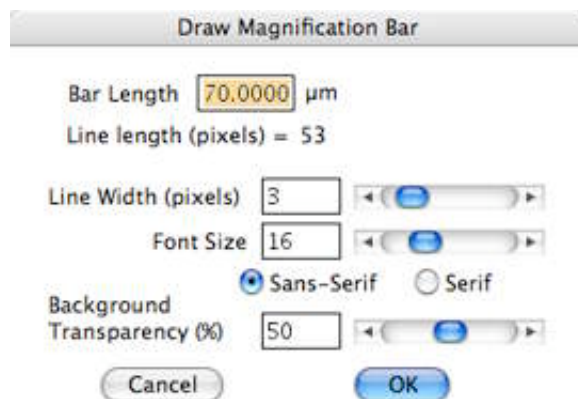 Draw Magnification Bar
Bar Length 70.0000 μm
Line length (pixels) = 53
Line Width (pixels) 3
Font Size 16
Sans-Serif Serif
Background
Transparency (%) 50
Cancel OK